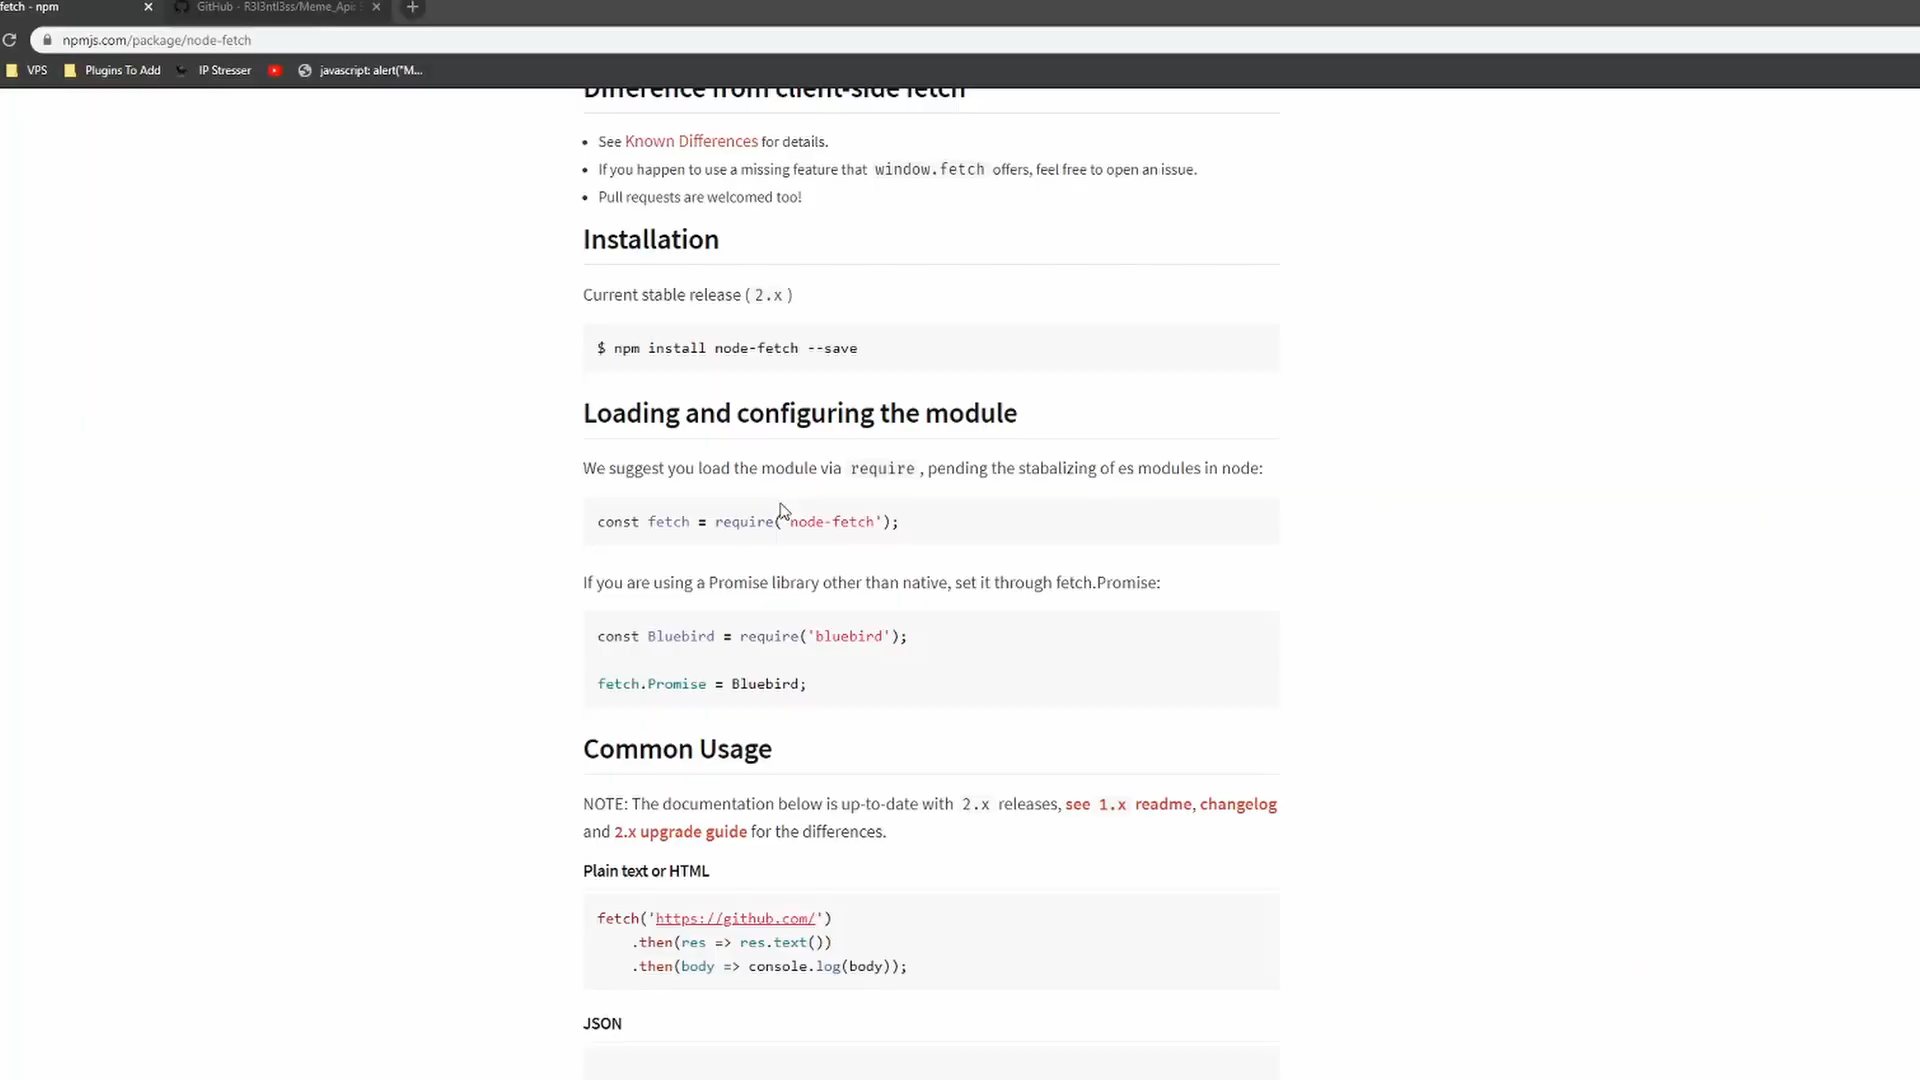 fetch - npm
GitHub - R3l3ntl3ss/Meme_Api:
npmjs.com/package/node-fetch
VPS
Plugins To Add
IP Stresser
javascript: alert("M...
Difference from client-side fetch
See Known Differences for details.
If you happen to use a missing feature that window.fetch offers, feel free to open an issue.
Pull requests are welcomed too!
Installation
Current stable release ( 2.x )
$ npm install node-fetch --save
Loading and configuring the module
We suggest you load the module via require , pending the stabalizing of es modules in node:
const fetch = require('node-fetch');
If you are using a Promise library other than native, set it through fetch.Promise:
const Bluebird = require('bluebird');
fetch.Promise = Bluebird;
Common Usage
NOTE: The documentation below is up-to-date with 2.x releases, see 1.x readme, changelog
and 2.x upgrade guide for the differences.
Plain text or HTML
fetch('https://github.com/')
.then(res => res.text())
.then(body => console.log(body));
JSON